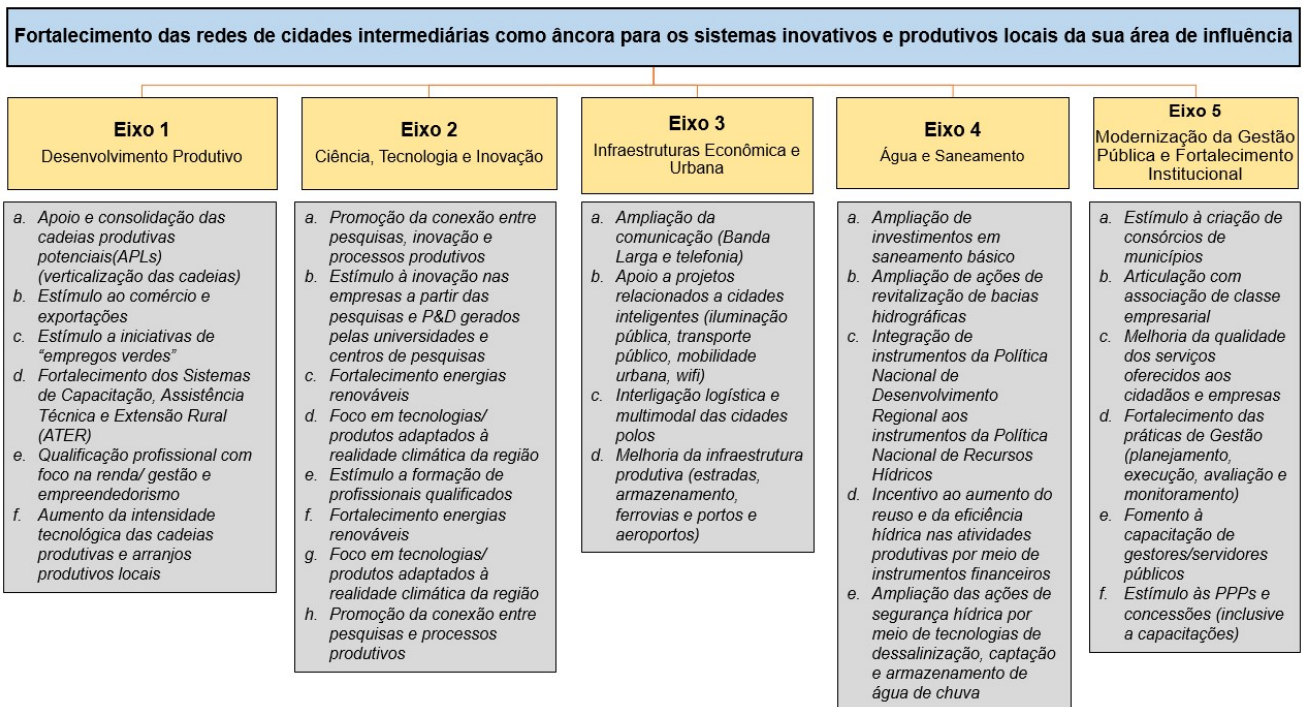 Fortalecimento das redes de cidades intermediárias como âncora para os sistemas inovativos e produtivos locais da sua área de influência
Eixo 1
Desenvolvimento Produtivo
a. Apoio e consolidação das
cadeias produtivas
potenciais(APLs)
(verticalização das cadeias)
b. Estímulo ao comércio e
exportações
c. Estímulo a iniciativas de
“empregos verdes”
d. Fortalecimento dos Sistemas
de Capacitação, Assistência
Técnica e Extensão Rural
(ATER)
e. Qualificação profissional com
foco na renda/ gestão e
empreendedorismo
f. Aumento da intensidade
tecnológica das cadeias
produtivas e arranjos
produtivos locais
Eixo 2
Ciência, Tecnologia e Inovação
a. Promoção da conexão entre
pesquisas, inovação e
processos produtivos
b. Estímulo à inovação nas
empresas a partir das
pesquisas e P&D gerados
pelas universidades e
centros de pesquisas
c. Fortalecimento energias
renováveis
d. Foco em tecnologias/
produtos adaptados à
realidade climática da região
e. Estímulo a formação de
profissionais qualificados
f. Fortalecimento energias
renováveis
g. Foco em tecnologias/
produtos adaptados à
realidade climática da região
h. Promoção da conexão entre
pesquisas e processos
produtivos
Eixo 3
Infraestruturas Econômica e
Urbana
a. Ampliação da
comunicação (Banda
Larga e telefonia)
b. Apoio a projetos
relacionados a cidades
inteligentes (iluminação
pública, transporte
público, mobilidade
urbana, wifi)
c. Interligação logística e
multimodal das cidades
polos
d. Melhoria da infraestrutura
produtiva (estradas,
armazenamento,
ferrovias e portos e
aeroportos)
Eixo 4
Água e Saneamento
a. Ampliação de
investimentos em
saneamento básico
b. Ampliação de ações de
revitalização de bacias
hidrográficas
c. Integração de
instrumentos da Política
Nacional de
Desenvolvimento
Regional aos
instrumentos da Política
Nacional de Recursos
Hídricos
d. Incentivo ao aumento do
reuso e da eficiência
hídrica nas atividades
produtivas por meio de
instrumentos financeiros
e. Ampliação das ações de
segurança hídrica por
meio de tecnologias de
dessalinização, captação
e armazenamento de
água de chuva
Eixo 5
Modernização da Gestão
Pública e Fortalecimento
Institucional
a. Estímulo à criação de
consórcios de
municípios
b. Articulação com
associação de classe
empresarial
c. Melhoria da qualidade
dos serviços
oferecidos aos
cidadãos e empresas
d. Fortalecimento das
práticas de Gestão
(planejamento,
execução, avaliação e
monitoramento)
e. Fomento à
capacitação de
gestores/servidores
públicos
f. Estímulo às PPPs e
concessões (inclusive
a capacitações)